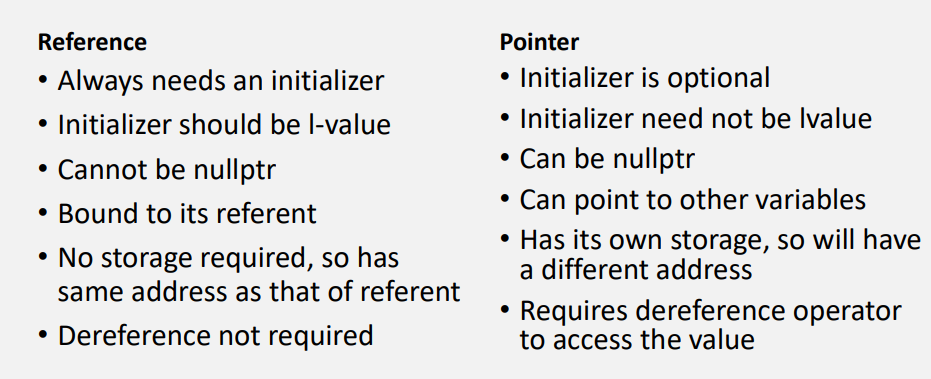 Reference
• Always needs an initializer
• Initializer should be l-value
• Cannot be nullptr
• Bound to its referent
• No storage required, so has
same address as that of referent
• Dereference not required
Pointer
• Initializer is optional
• Initializer need not be lvalue
• Can be nullptr
• Can point to other variables
• Has its own storage, so will have
a different address
• Requires dereference operator
to access the value